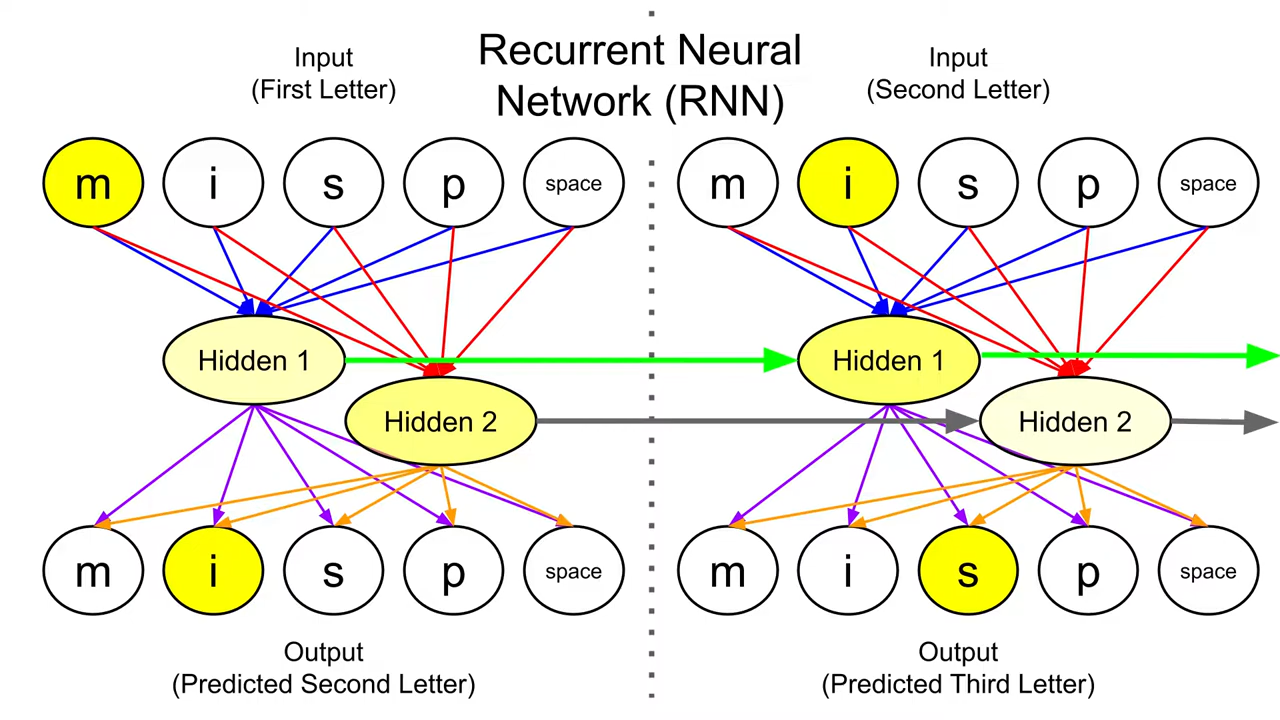 Recurrent Neural
Network (RNN)
Input
(First Letter)
m i s p space
Hidden 1
Hidden 2
m i s p space
Output
(Predicted Second Letter)
Input
(Second Letter)
m i s p space
Hidden 1
Hidden 2
m i s p space
Output
(Predicted Third Letter)